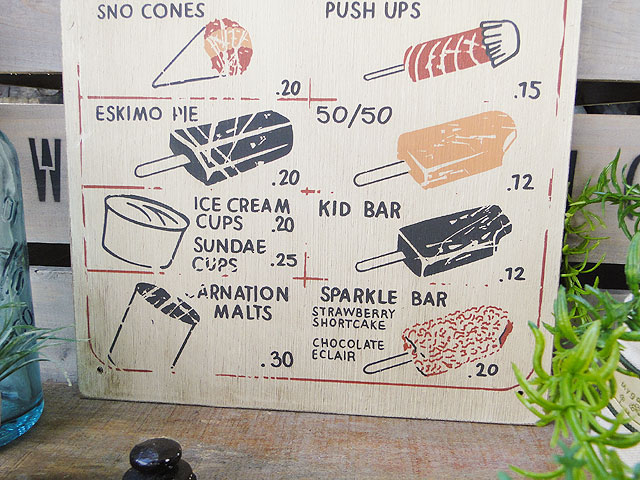 SNO CONES
.20
PUSH UPS
.15
ESKIMO PIE
.20
50/50
.12
ICE CREAM
CUPS .20
SUNDAE
CUPS .25
KID BAR
.12
ARNATION
MALTS
.30
SPARKLE BAR
STRAWBERRY
SHORTCAKE
CHOCOLATE
ECLAIR
.20
W